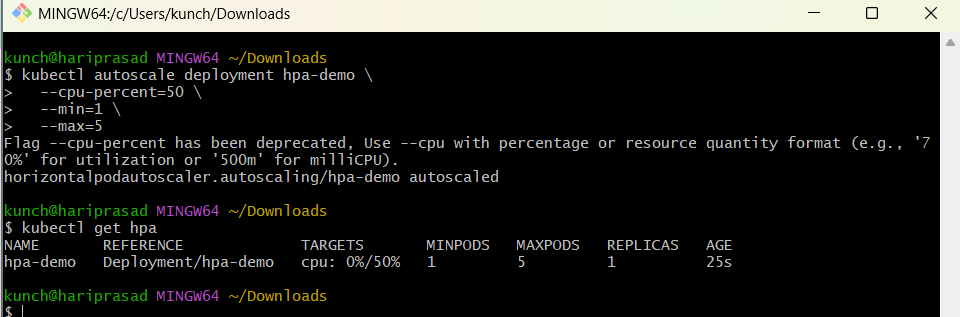 MINGW64:/c/Users/kunch/Downloads
kunch@hariprasad MINGW64 ~/Downloads
$ kubectl autoscale deployment hpa-demo \
>   --cpu-percent=50 \
>   --min=1 \
>   --max=5
Flag --cpu-percent has been deprecated, Use --cpu with percentage or resource quantity format (e.g., '7
0%' for utilization or '500m' for milliCPU).
horizontalpodautoscaler.autoscaling/hpa-demo autoscaled
kunch@hariprasad MINGW64 ~/Downloads
$ kubectl get hpa
NAME       REFERENCE             TARGETS       MINPODS   MAXPODS   REPLICAS   AGE
hpa-demo   Deployment/hpa-demo   cpu: 0%/50%   1         5         1          25s
kunch@hariprasad MINGW64 ~/Downloads
$